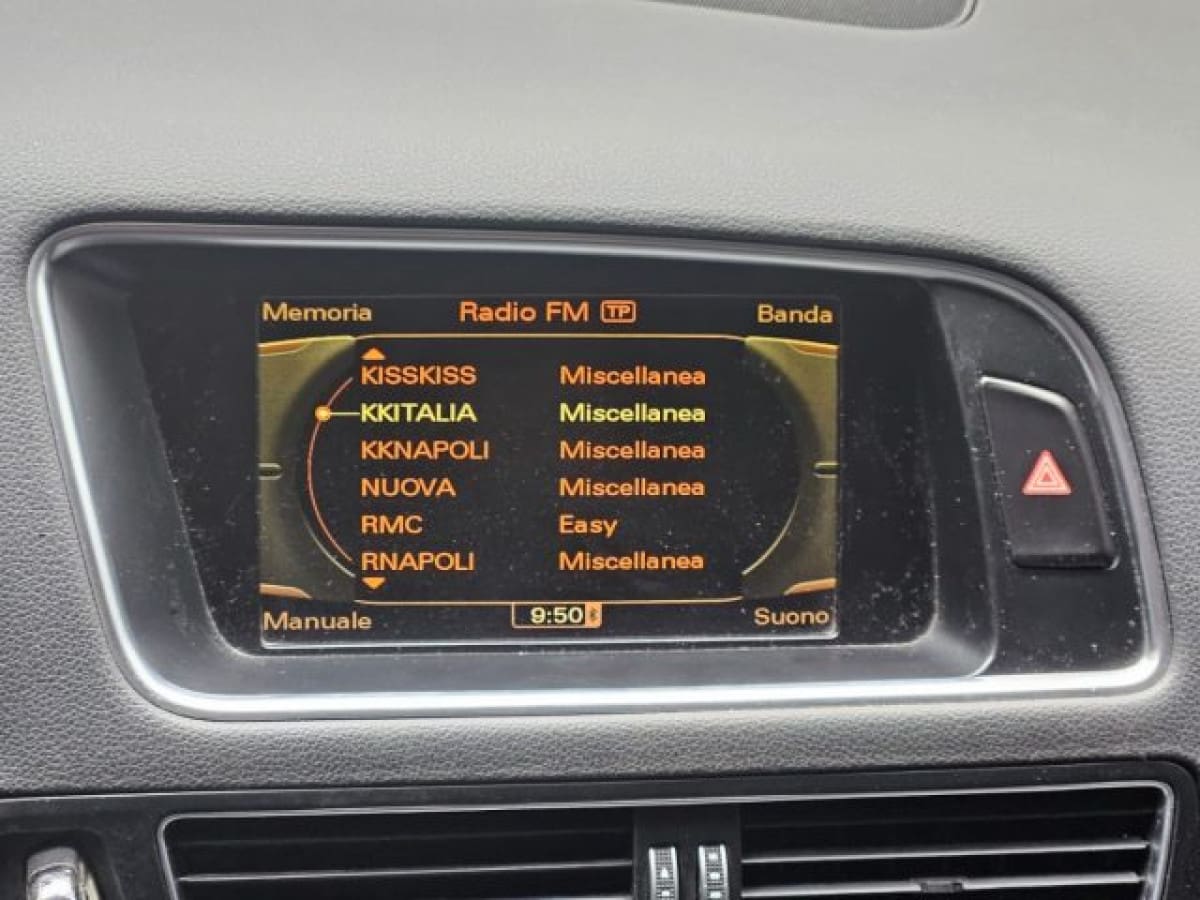 Memoria Radio FM TP Banda
KISSKISS Miscellanea
KKITALIA Miscellanea
KKNAPOLI Miscellanea
NUOVA Miscellanea
RMC Easy
RNAPOLI Miscellanea
Manuale 9:50 Suono